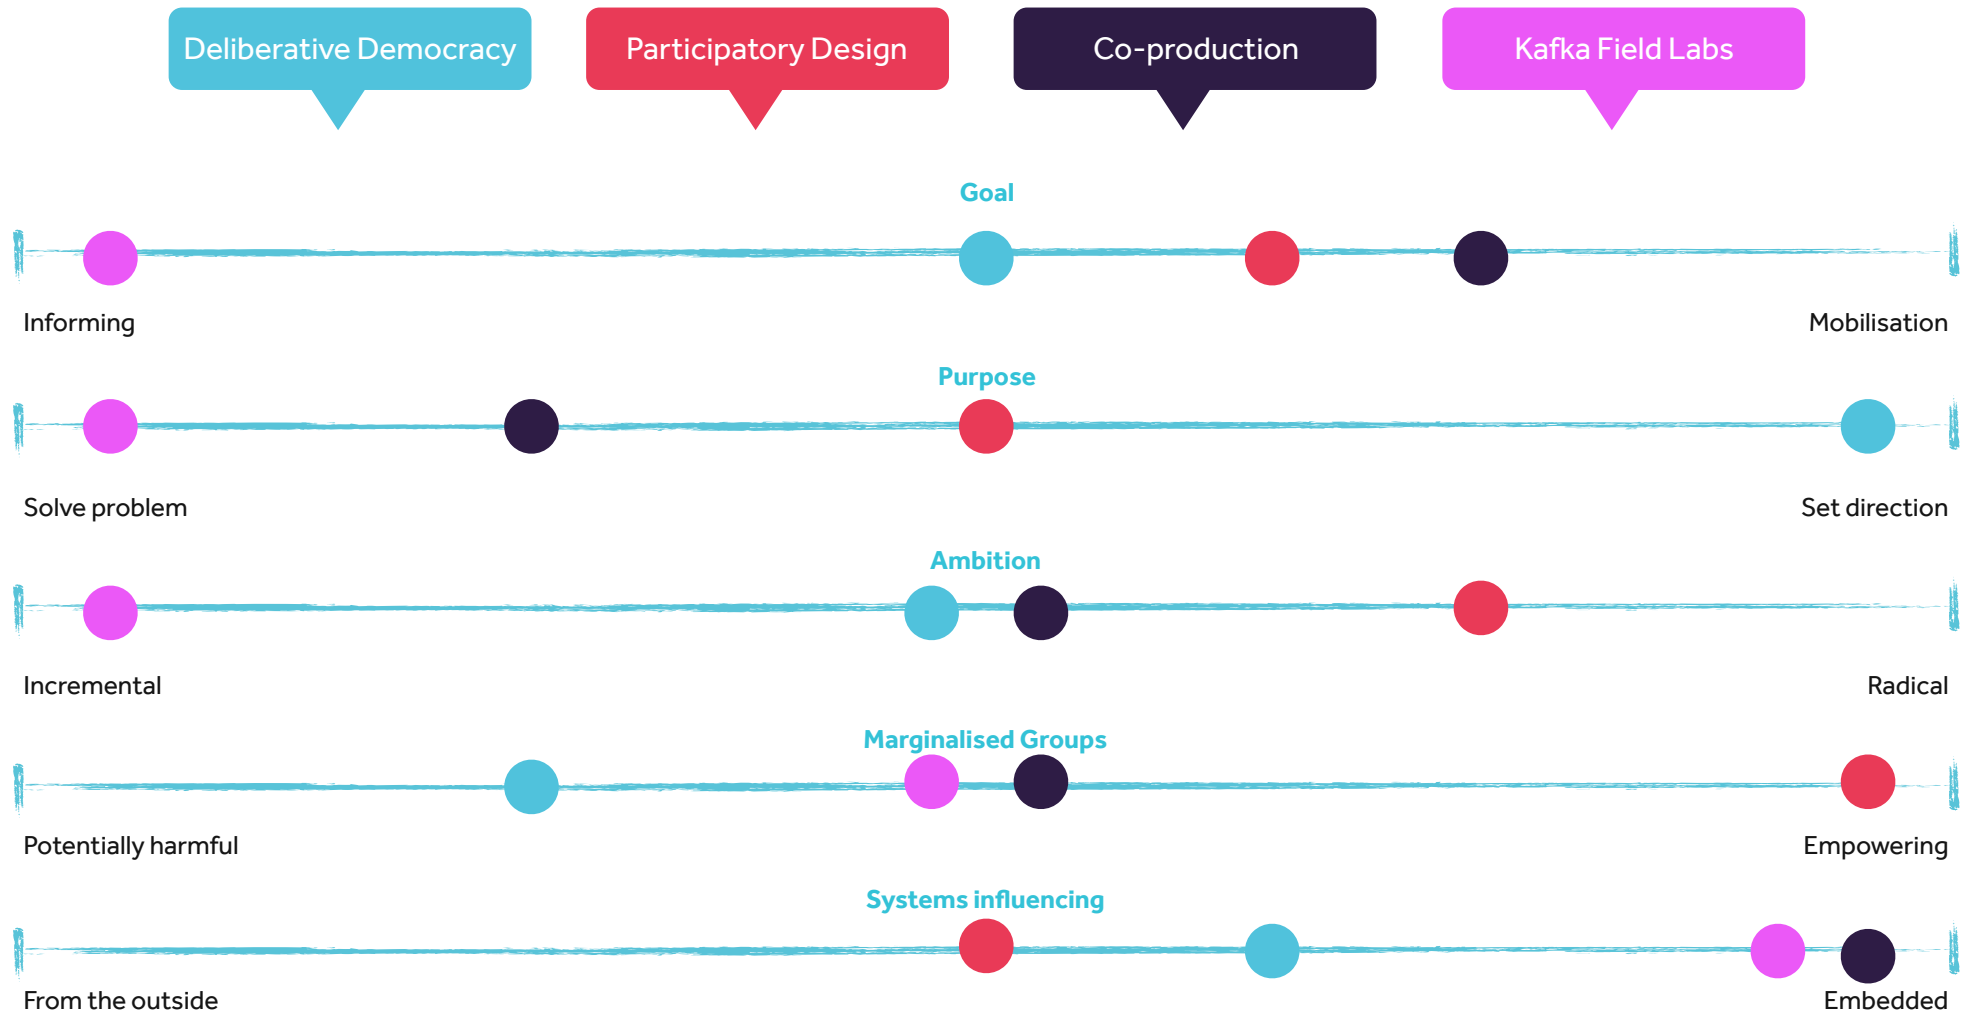 Deliberative Democracy
Participatory Design
Co-production
Kafka Field Labs
Goal
Informing
Mobilisation
Purpose
Solve problem
Set direction
Ambition
Incremental
Radical
Marginalised Groups
Potentially harmful
Empowering
Systems influencing
From the outside
Embedded